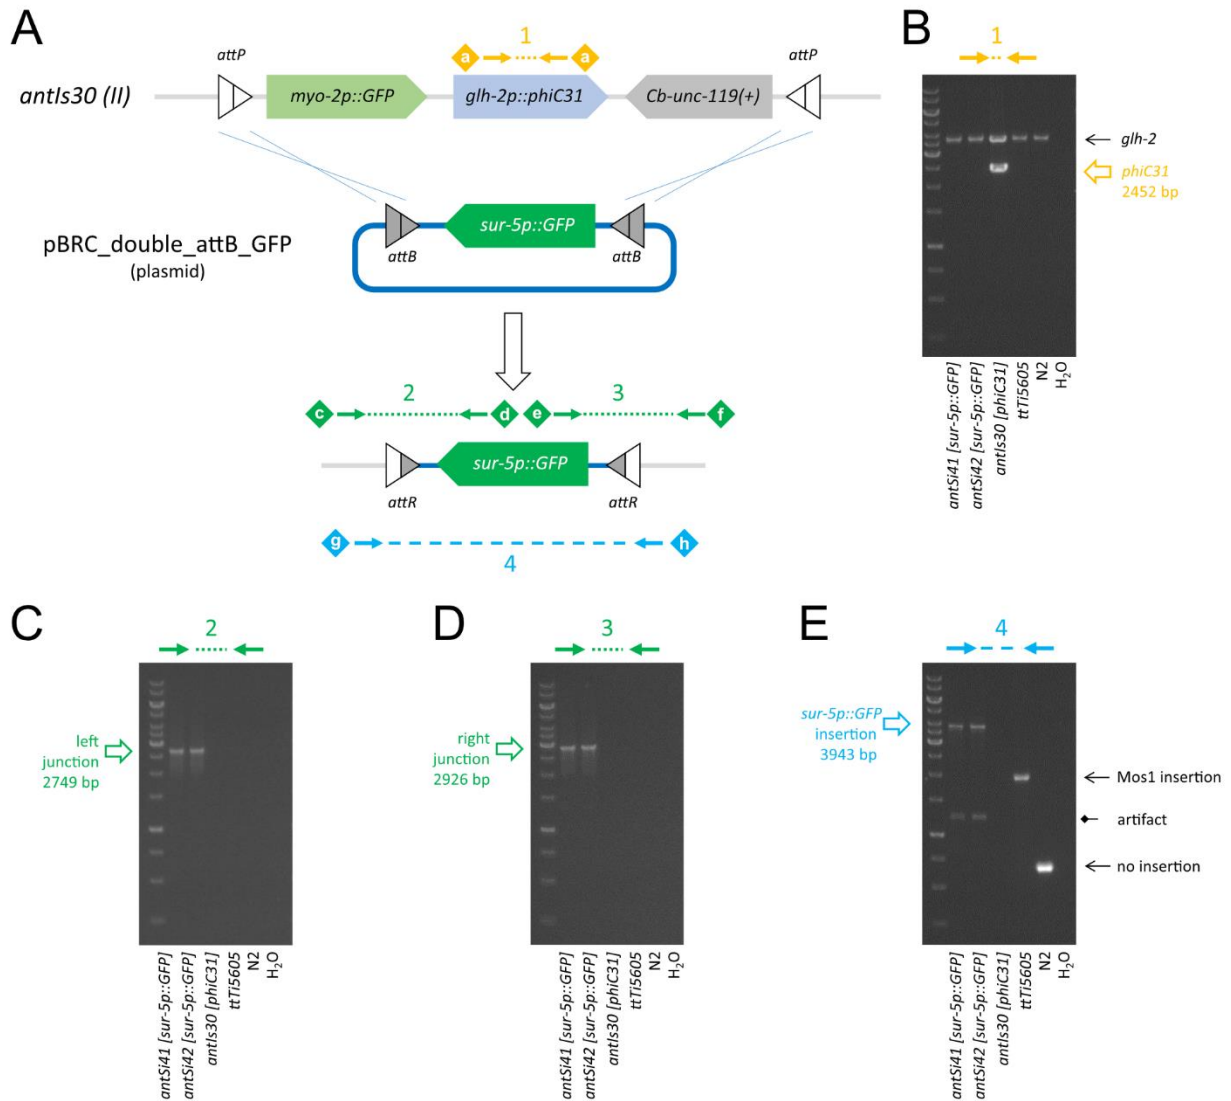 A
1
a
a
attP
attP
antIs30 (II)
myo-2p::GFP
glh-2p::phiC31
Cb-unc-119(+)
pBRC_double_attB_GFP
(plasmid)
sur-5p::GFP
attB
attB
2
3
c
d
e
f
sur-5p::GFP
attR
attR
g
h
4
B
1
glh-2
phiC31
2452 bp
antSi41 [sur-5p::GFP]
antSi42 [sur-5p::GFP]
antIs30 [phiC31]
ttTi5605
N2
H2O
C
2
left
junction
2749 bp
antSi41 [sur-5p::GFP]
antSi42 [sur-5p::GFP]
antIs30 [phiC31]
ttTi5605
N2
H2O
D
3
right
junction
2926 bp
antSi41 [sur-5p::GFP]
antSi42 [sur-5p::GFP]
antIs30 [phiC31]
ttTi5605
N2
H2O
E
4
sur-5p::GFP
insertion
3943 bp
Mos1 insertion
artifact
no insertion
antSi41 [sur-5p::GFP]
antSi42 [sur-5p::GFP]
antIs30 [phiC31]
ttTi5605
N2
H2O